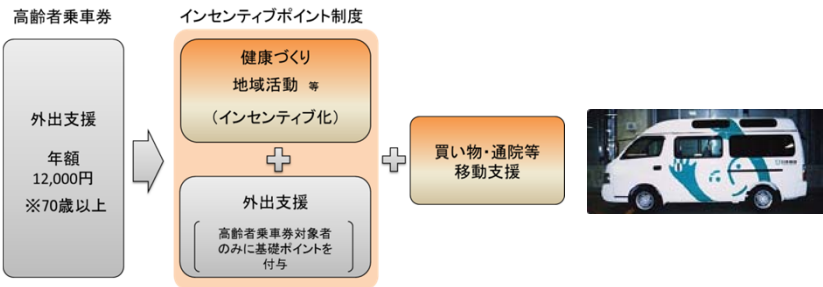 高齢者乗車券
外出支援
年額
12,000円
※70歳以上
インセンティブポイント制度
健康づくり
地域活動 等
（インセンティブ化）
外出支援
高齢者乗車券対象者
のみに基礎ポイントを
付与
買い物・通院等
移動支援